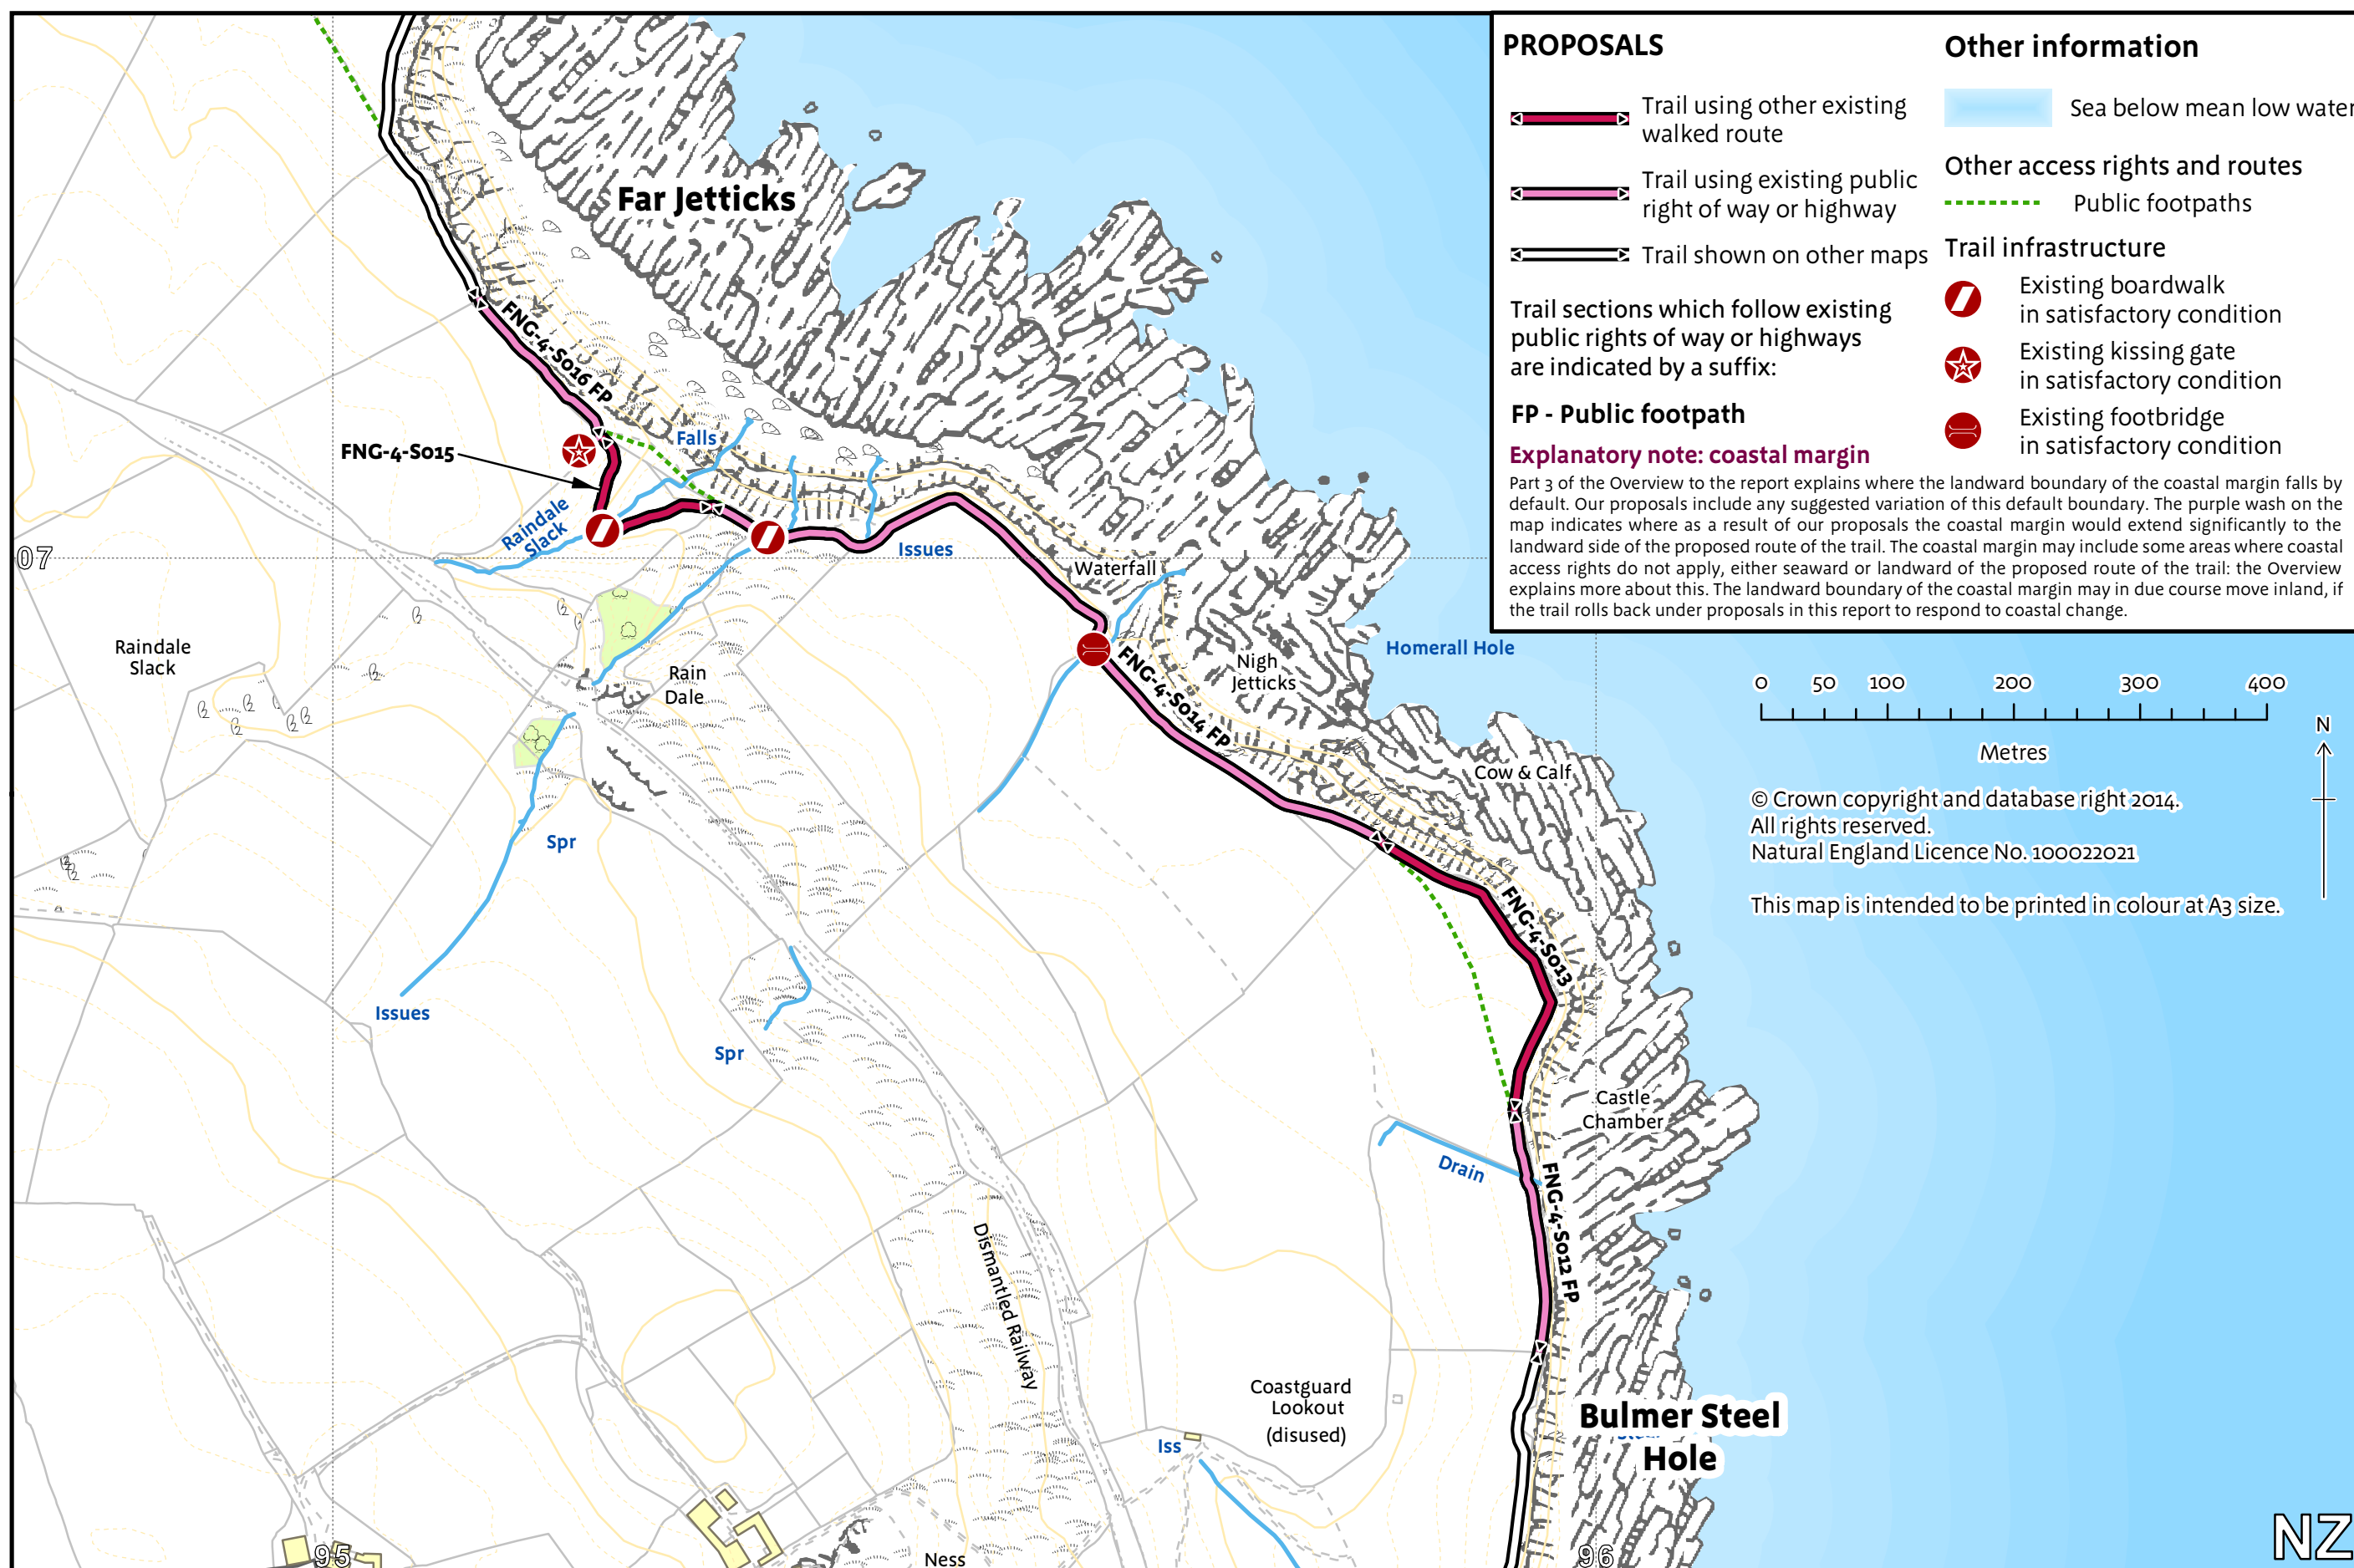 PROPOSALS
Trail using other existing
walked route
Trail using existing public
right of way or highway
Trail shown on other maps
Trail sections which follow existing
public rights of way or highways
are indicated by a suffix:
FP - Public footpath
Other information
Sea below mean low water
Other access rights and routes
Public footpaths
Trail infrastructure
Existing boardwalk
in satisfactory condition
Existing kissing gate
in satisfactory condition
Existing footbridge
in satisfactory condition
Explanatory note: coastal margin
Part 3 of the Overview to the report explains where the landward boundary of the coastal margin falls by
default. Our proposals include any suggested variation of this default boundary. The purple wash on the
map indicates where as a result of our proposals the coastal margin would extend significantly to the
landward side of the proposed route of the trail. The coastal margin may include some areas where coastal
access rights do not apply, either seaward or landward of the proposed route of the trail: the Overview
explains more about this. The landward boundary of the coastal margin may in due course move inland, if
the trail rolls back under proposals in this report to respond to coastal change.
Far Jetticks
FNG-4-S016 FP
FNG-4-S015
Falls
Raindale
Slack
Issues
07
Waterfall
Raindale
Slack
Rain
Dale
Homerall Hole
Nigh
Jetticks
FNG-4-S014 FP
0 50 100 200 300 400
Metres
N
Cow & Calf
© Crown copyright and database right 2014.
All rights reserved.
Natural England Licence No. 100022021
This map is intended to be printed in colour at A3 size.
Spr
FNG-4-S013
Issues
Spr
Castle
Chamber
Drain
FNG-4-S012 FP
Dismantled Railway
Coastguard
Lookout
(disused)
Iss
Bulmer Steel
Hole
95
Ness
96
NZ